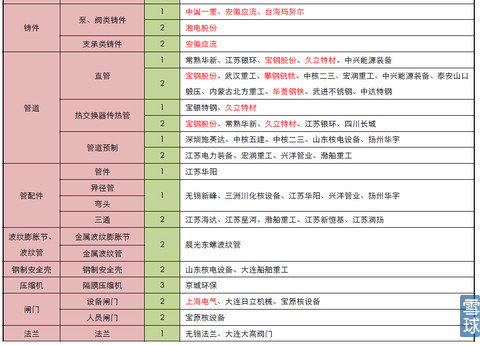 铸件
泵、阀类铸件
1
中国一重、安徽应流、台海玛努尔
2
湘电股份
支承类铸件
2
安徽应流
管道
直管
1
常熟华新、江苏银环、宝钢股份、久立特材、中兴能源装备
2
宝钢股份、武汉重工、攀钢钒钛、中核二三、宏润重工、中兴能源装备、泰安山口
锻压、内蒙古北方重工、华菱钢铁、武进不锈钢、中达特钢
热交换器传热管
1
宝银特钢、久立特材
2
宝钢股份、常熟华新、久立特材、江苏银环、四川长城
管道预制
1
深圳施英达、中核五建、中核二三、山东核电设备、扬州华宇
2
江苏电力装备、宏润重工、兴洋管业、渤船重工
管配件
管件
1
江苏华阳
异径管
弯头
1
无锡新峰、三洲川化核设备、江苏华阳、兴洋管业、扬州华宇
三通
2
江苏海达、江苏星河、渤船重工、江苏新恒基、江苏润扬
波纹膨胀节、
波纹管
金属波纹膨胀节
金属波纹管
2
晨光东螺波纹管
钢制安全壳
钢制安全壳
2
山东核电设备、大连船舶重工
压缩机
隔膜压缩机
3
京城环保
闸门
设备闸门
2
上海电气、大连日立机械、宝原核设备
人员闸门
2
宝原核设备
法兰
法兰
1
无锡法兰、大连大高阀门
雪球